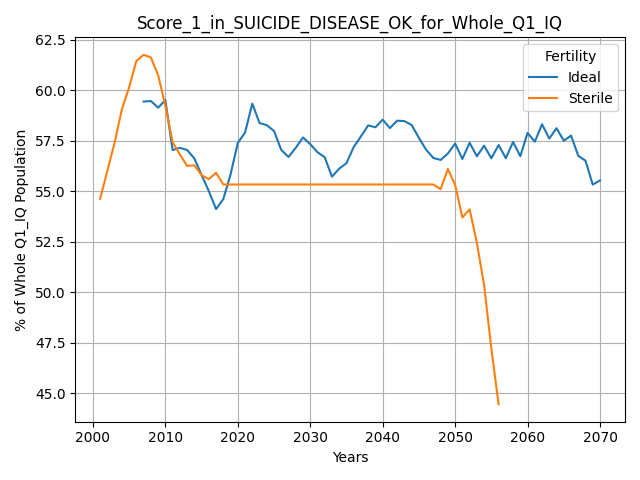 Score_1_in_SUICIDE_DISEASE_OK_for_Whole_Q1_IQ
% of Whole Q1_IQ Population
62.5
60.0
57.5
55.0
52.5
50.0
47.5
45.0
Fertility
Ideal
Sterile
2000 2010 2020 2030 2040 2050 2060 2070
Years